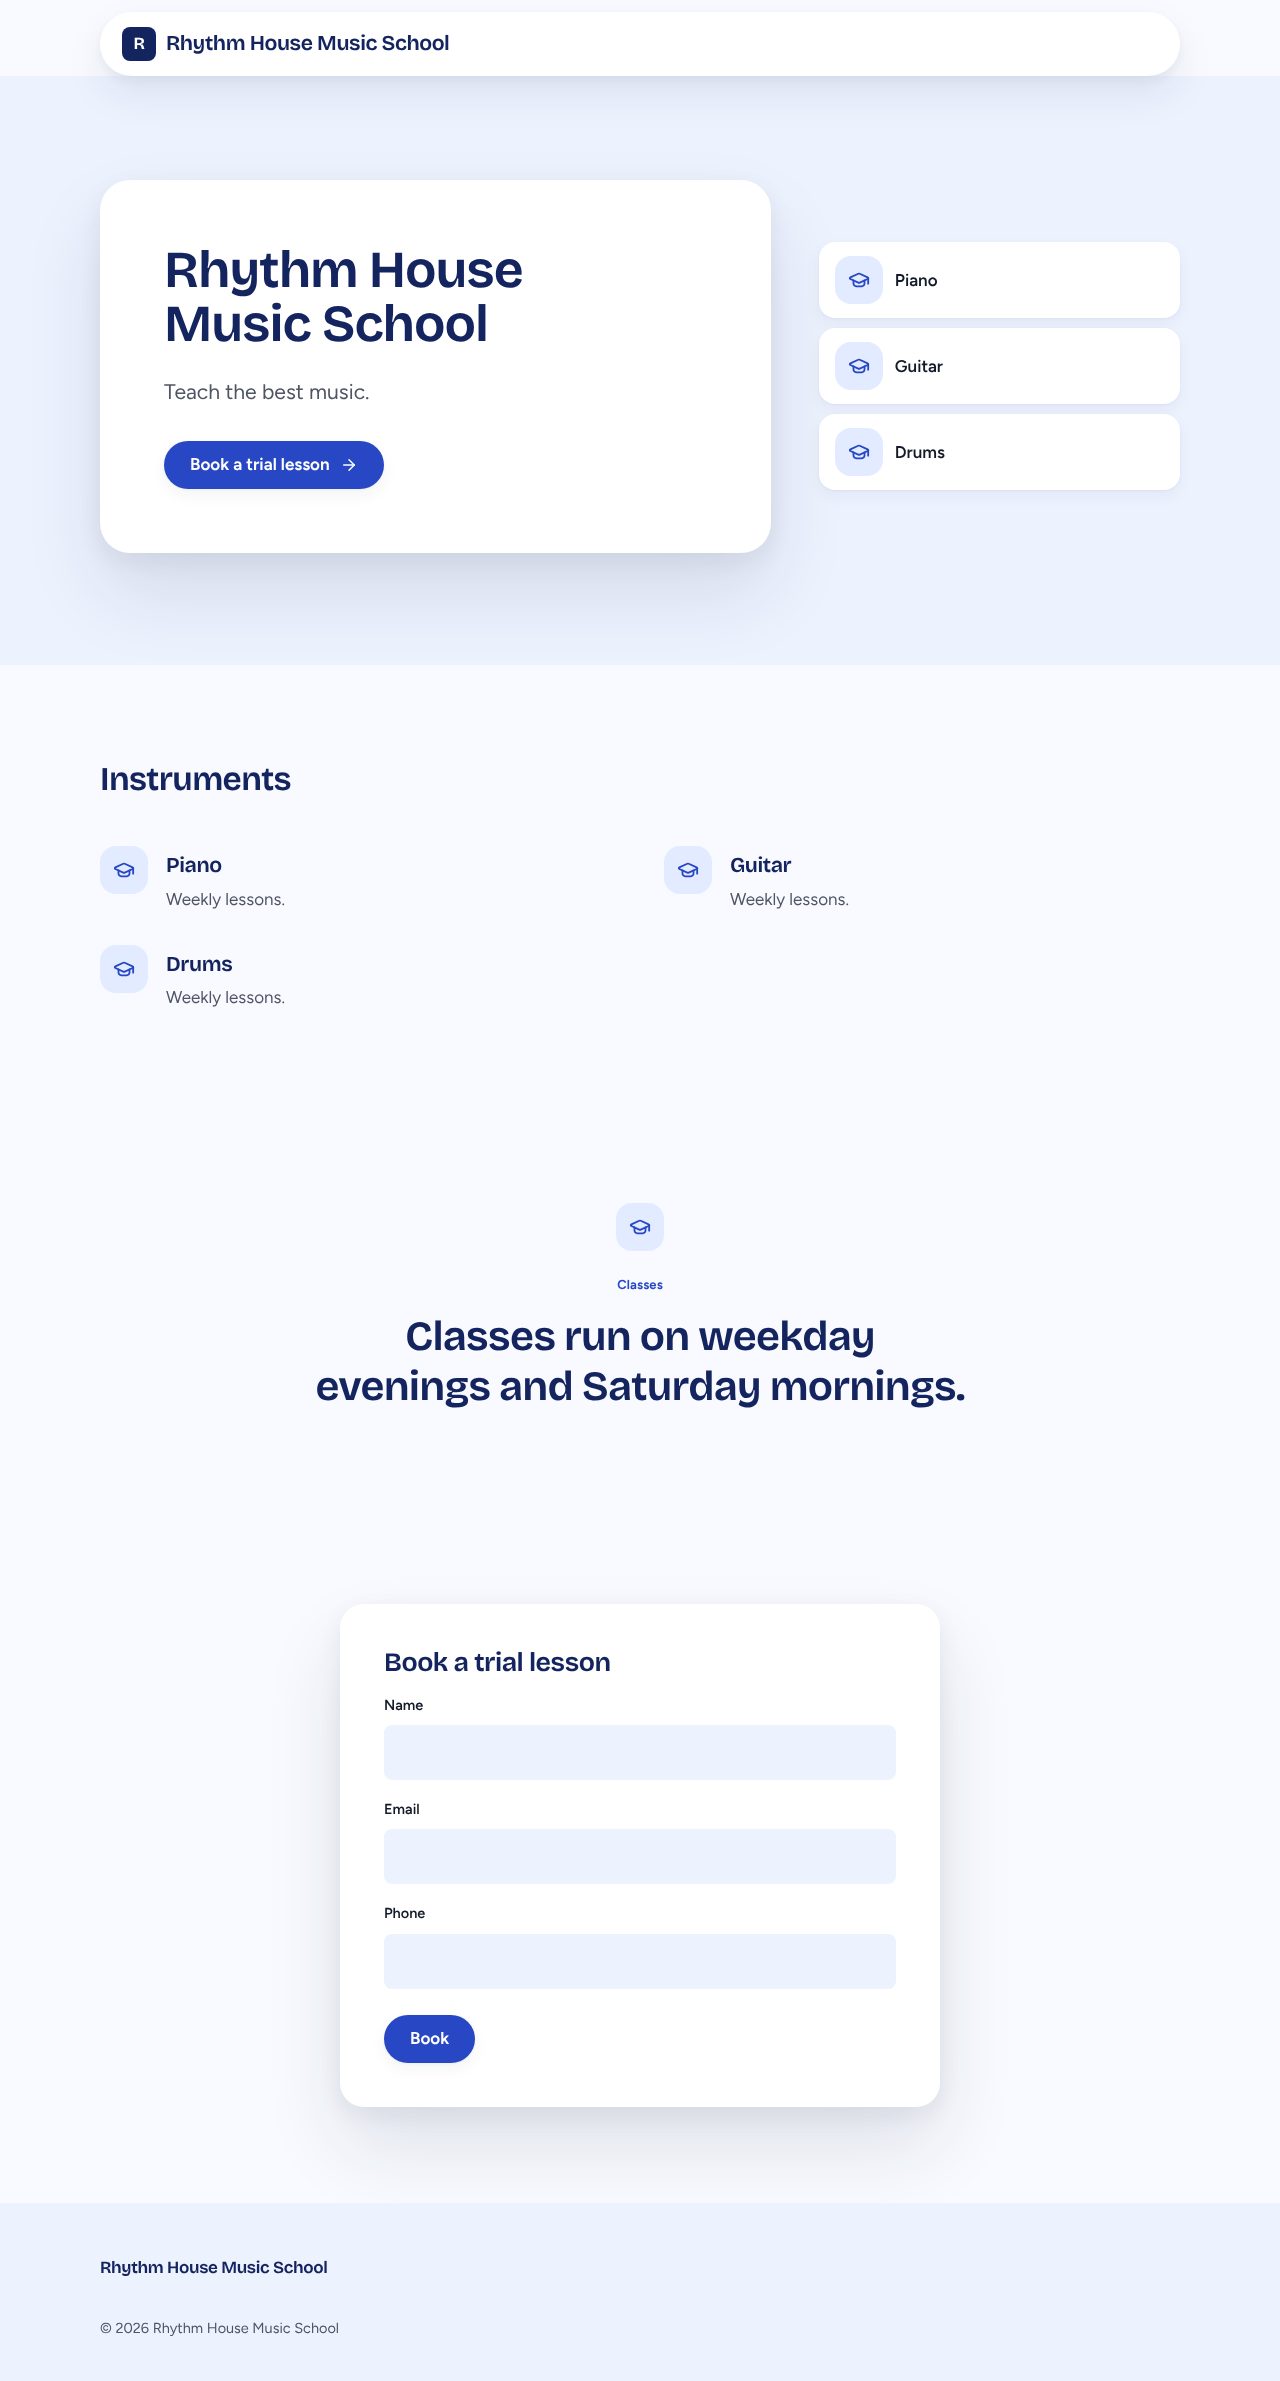 R Rhythm House Music School
Rhythm House
Music School
Teach the best music.
Book a trial lesson
Piano
Guitar
Drums
Instruments
Piano
Weekly lessons.
Guitar
Weekly lessons.
Drums
Weekly lessons.
Classes
Classes run on weekday
evenings and Saturday mornings.
Book a trial lesson
Name
Email
Phone
Book
Rhythm House Music School
© 2026 Rhythm House Music School